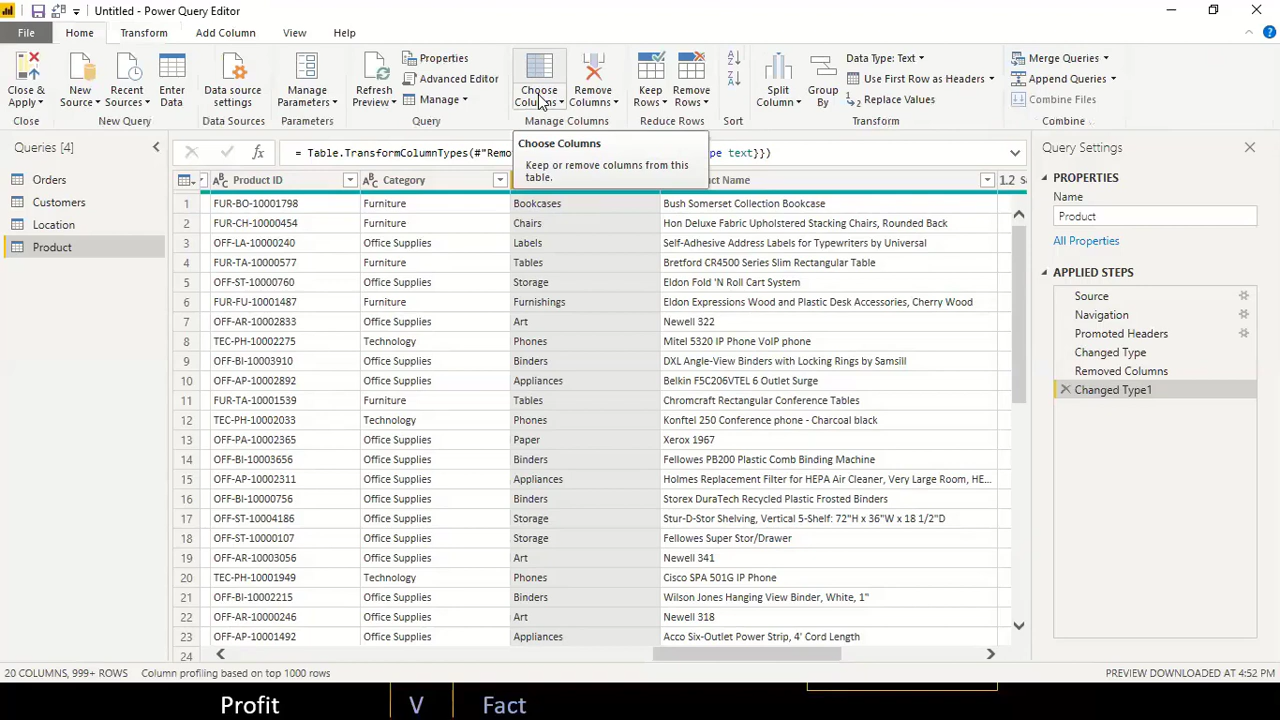 Untitled - Power Query Editor
File Home Transform Add Column View Help
Close & Apply
New Source
Recent Sources
Enter Data
Data source settings
Manage Parameters
Refresh Preview
Properties
Advanced Editor
Manage
Choose Columns
Remove Columns
Keep Rows
Remove Rows
Split Column
Group By
Data Type: Text
Use First Row as Headers
Replace Values
Merge Queries
Append Queries
Combine Files
Close New Query Data Sources Parameters Query Manage Columns Reduce Rows Sort Transform Combine
Queries [4]
Orders
Customers
Location
Product
= Table.TransformColumnTypes(#"Remo
pe text}})
Choose Columns
Keep or remove columns from this
table.
Product ID Category ct Name 1.2
1 FUR-BO-10001798 Furniture Bookcases Bush Somerset Collection Bookcase
2 FUR-CH-10000454 Furniture Chairs Hon Deluxe Fabric Upholstered Stacking Chairs, Rounded Back
3 OFF-LA-10000240 Office Supplies Labels Self-Adhesive Address Labels for Typewriters by Universal
4 FUR-TA-10000577 Furniture Tables Bretford CR4500 Series Slim Rectangular Table
5 OFF-ST-10000760 Office Supplies Storage Eldon Fold 'N Roll Cart System
6 FUR-FU-10001487 Furniture Furnishings Eldon Expressions Wood and Plastic Desk Accessories, Cherry Wood
7 OFF-AR-10002833 Office Supplies Art Newell 322
8 TEC-PH-10002275 Technology Phones Mitel 5320 IP Phone VoIP phone
9 OFF-BI-10003910 Office Supplies Binders DXL Angle-View Binders with Locking Rings by Samsill
10 OFF-AP-10002892 Office Supplies Appliances Belkin F5C206VTEL 6 Outlet Surge
11 FUR-TA-10001539 Furniture Tables Chromcraft Rectangular Conference Tables
12 TEC-PH-10002033 Technology Phones Konftel 250 Conference phone - Charcoal black
13 OFF-PA-10002365 Office Supplies Paper Xerox 1967
14 OFF-BI-10003656 Office Supplies Binders Fellowes PB200 Plastic Comb Binding Machine
15 OFF-AP-10002311 Office Supplies Appliances Holmes Replacement Filter for HEPA Air Cleaner, Very Large Room, HE...
16 OFF-BI-10000756 Office Supplies Binders Storex DuraTech Recycled Plastic Frosted Binders
17 OFF-ST-10004186 Office Supplies Storage Stur-D-Stor Shelving, Vertical 5-Shelf: 72"H x 36"W x 18 1/2"D
18 OFF-ST-10000107 Office Supplies Storage Fellowes Super Stor/Drawer
19 OFF-AR-10003056 Office Supplies Art Newell 341
20 TEC-PH-10001949 Technology Phones Cisco SPA 501G IP Phone
21 OFF-BI-10002215 Office Supplies Binders Wilson Jones Hanging View Binder, White, 1"
22 OFF-AR-10000246 Office Supplies Art Newell 318
23 OFF-AP-10001492 Office Supplies Appliances Acco Six-Outlet Power Strip, 4' Cord Length
24
Query Settings
PROPERTIES
Name
Product
All Properties
APPLIED STEPS
Source
Navigation
Promoted Headers
Changed Type
Removed Columns
Changed Type1
20 COLUMNS, 999+ ROWS Column profiling based on top 1000 rows PREVIEW DOWNLOADED AT 4:52 PM
Profit V Fact